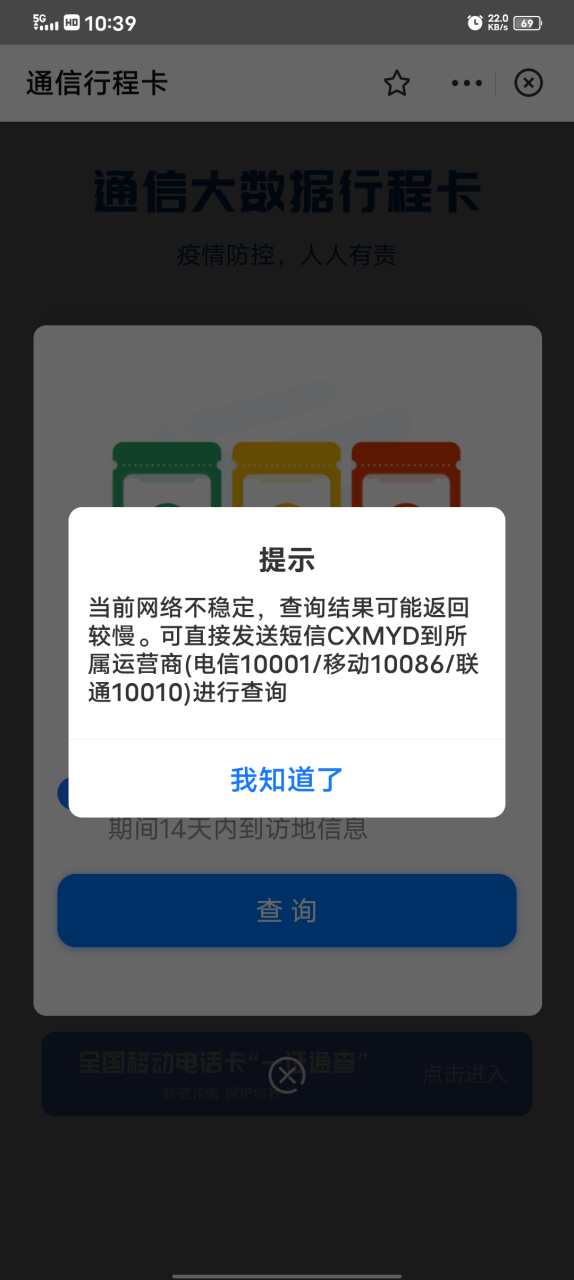 5G HD 10:39 22.0 KB/s 69
通信行程卡
通信大数据行程卡
疫情防控，人人有责
提示
当前网络不稳定，查询结果可能返回
较慢。可直接发送短信CXMYD到所
属运营商(电信10001/移动10086/联
通10010)进行查询
我知道了
期间14天内到访地信息
查 询
全国移动电话卡“一证通查”
点击进入